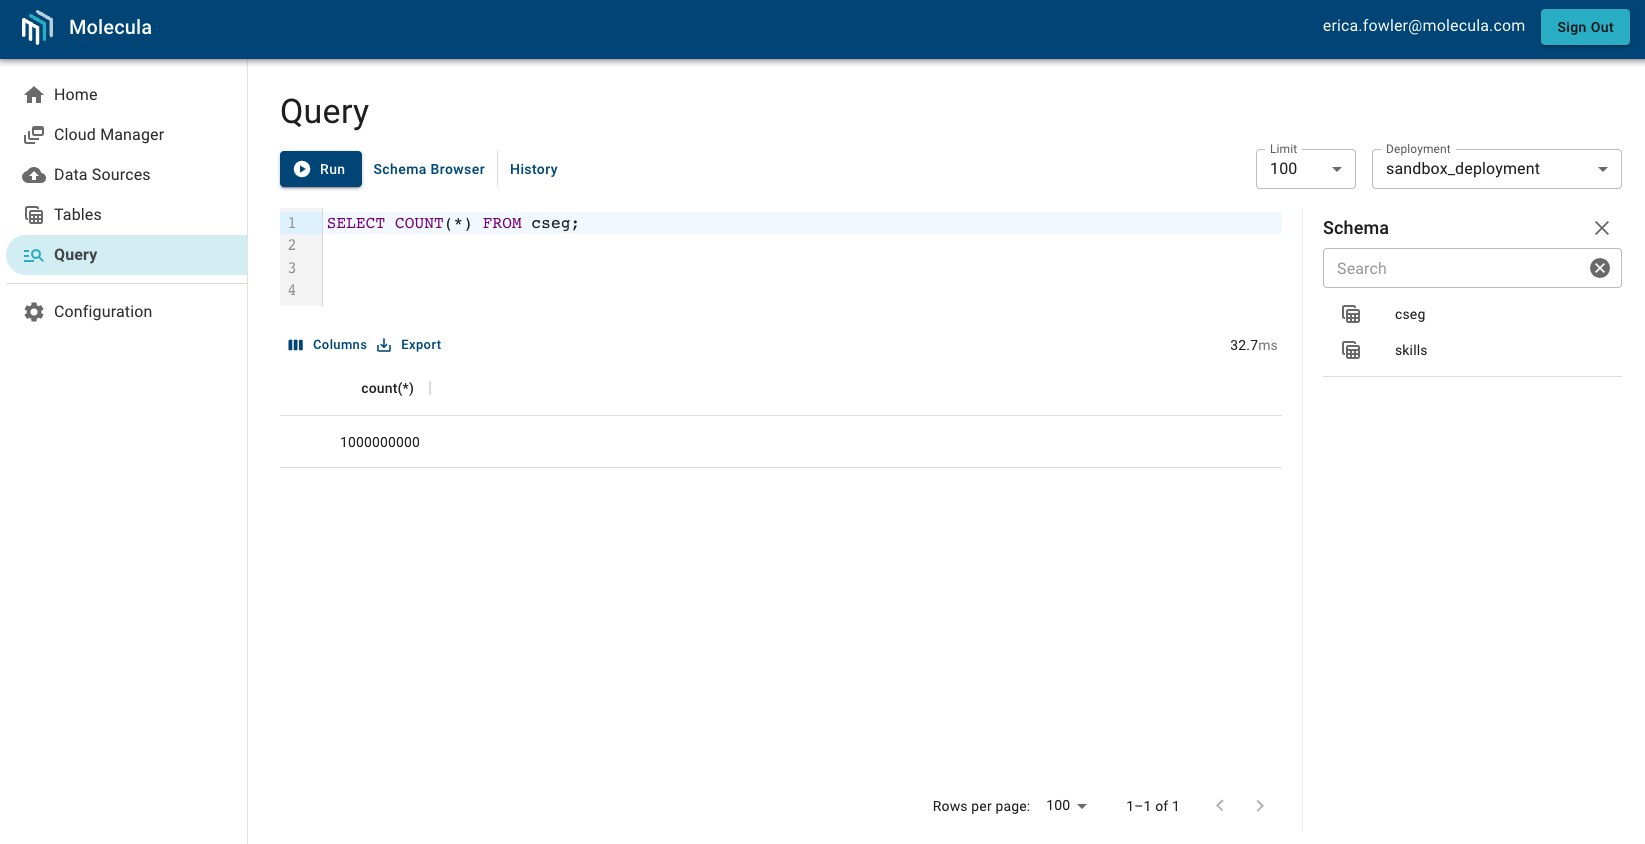 Molecula
erica.fowler@molecula.com
Sign Out
Home
Cloud Manager
Data Sources
Tables
Query
Configuration
Query
Run
Schema Browser
History
Limit
100
Deployment
sandbox_deployment
1 SELECT COUNT(*) FROM cseg;
2
3
4
Columns
Export
32.7ms
count(*)
1000000000
Rows per page: 100
1–1 of 1
Schema
Search
cseg
skills